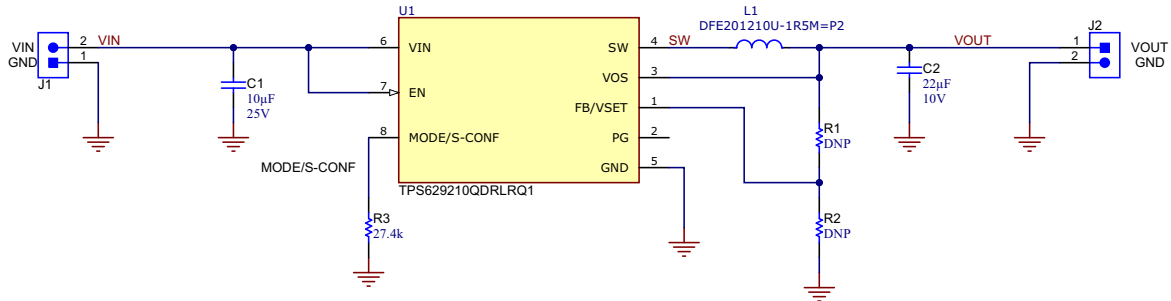 U1
L1
DFE201210U-1R5M=P2
J2
VIN 2 VIN
GND 1
J1
6 VIN
SW 4 SW
VOUT
1 VOUT
2 GND
C1
10µF
25V
7 EN
VOS 3
C2
22µF
10V
FB/VSET 1
R1
DNP
8 MODE/S-CONF
PG 2
MODE/S-CONF
GND 5
TPS629210QDRLRQ1
R3
27.4k
R2
DNP